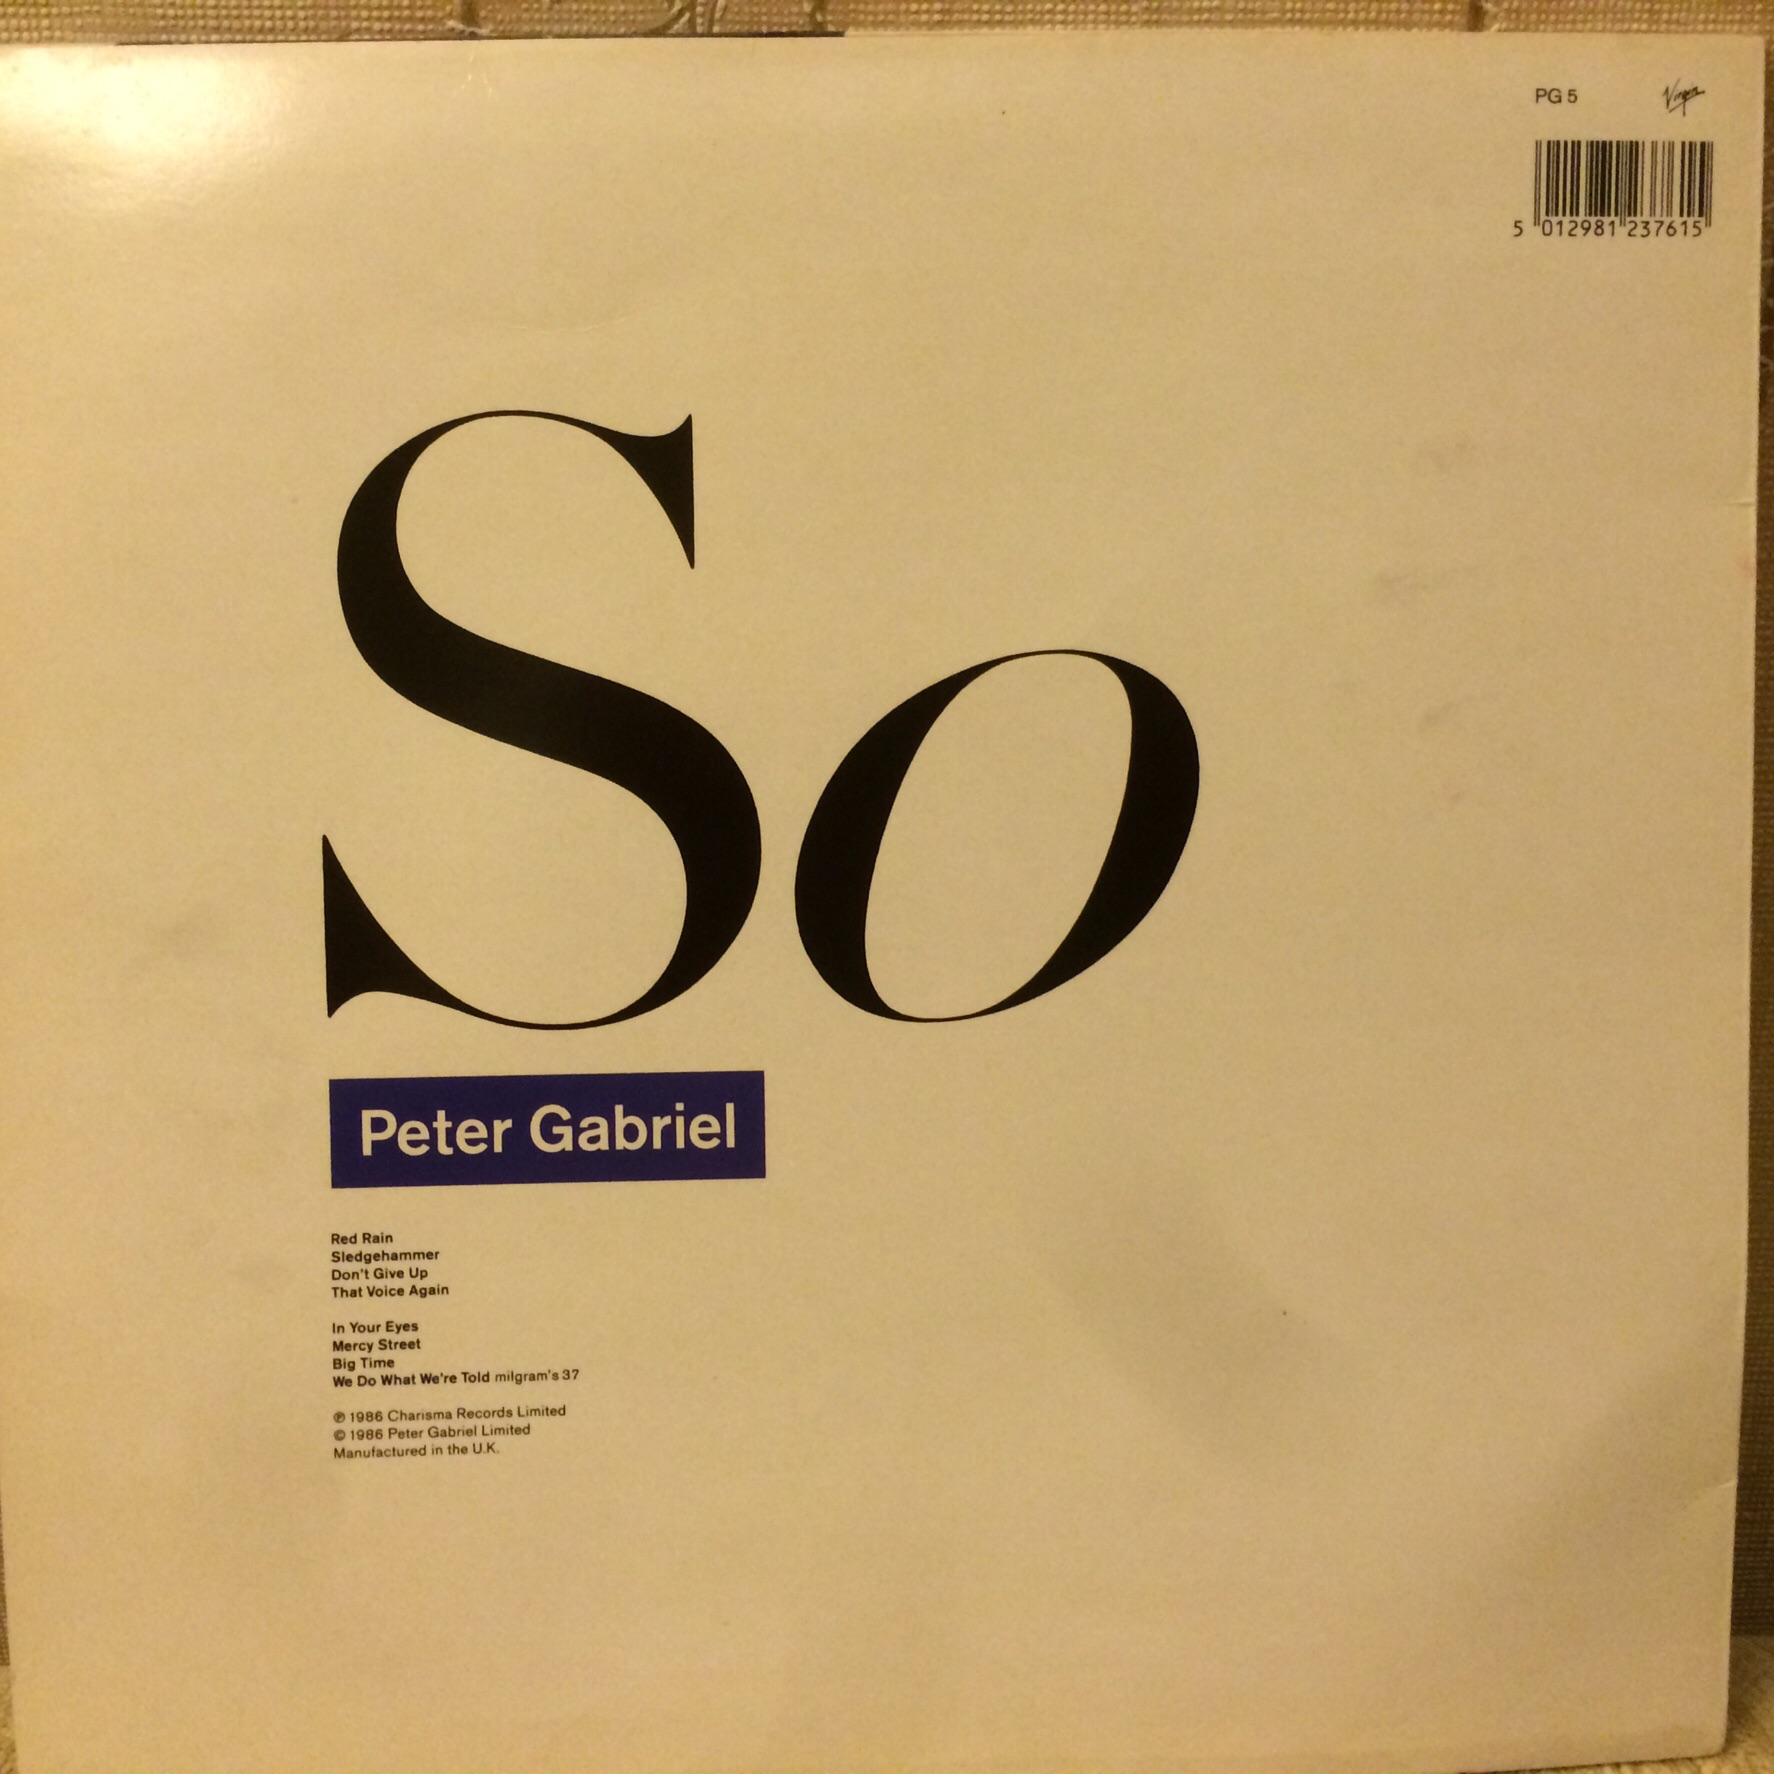 PG 5 Virgin
5 012981 237615
So
Peter Gabriel
Red Rain
Sledgehammer
Don't Give Up
That Voice Again
In Your Eyes
Mercy Street
Big Time
We Do What We're Told milgram's 37
℗ 1986 Charisma Records Limited
© 1986 Peter Gabriel Limited
Manufactured in the U.K.